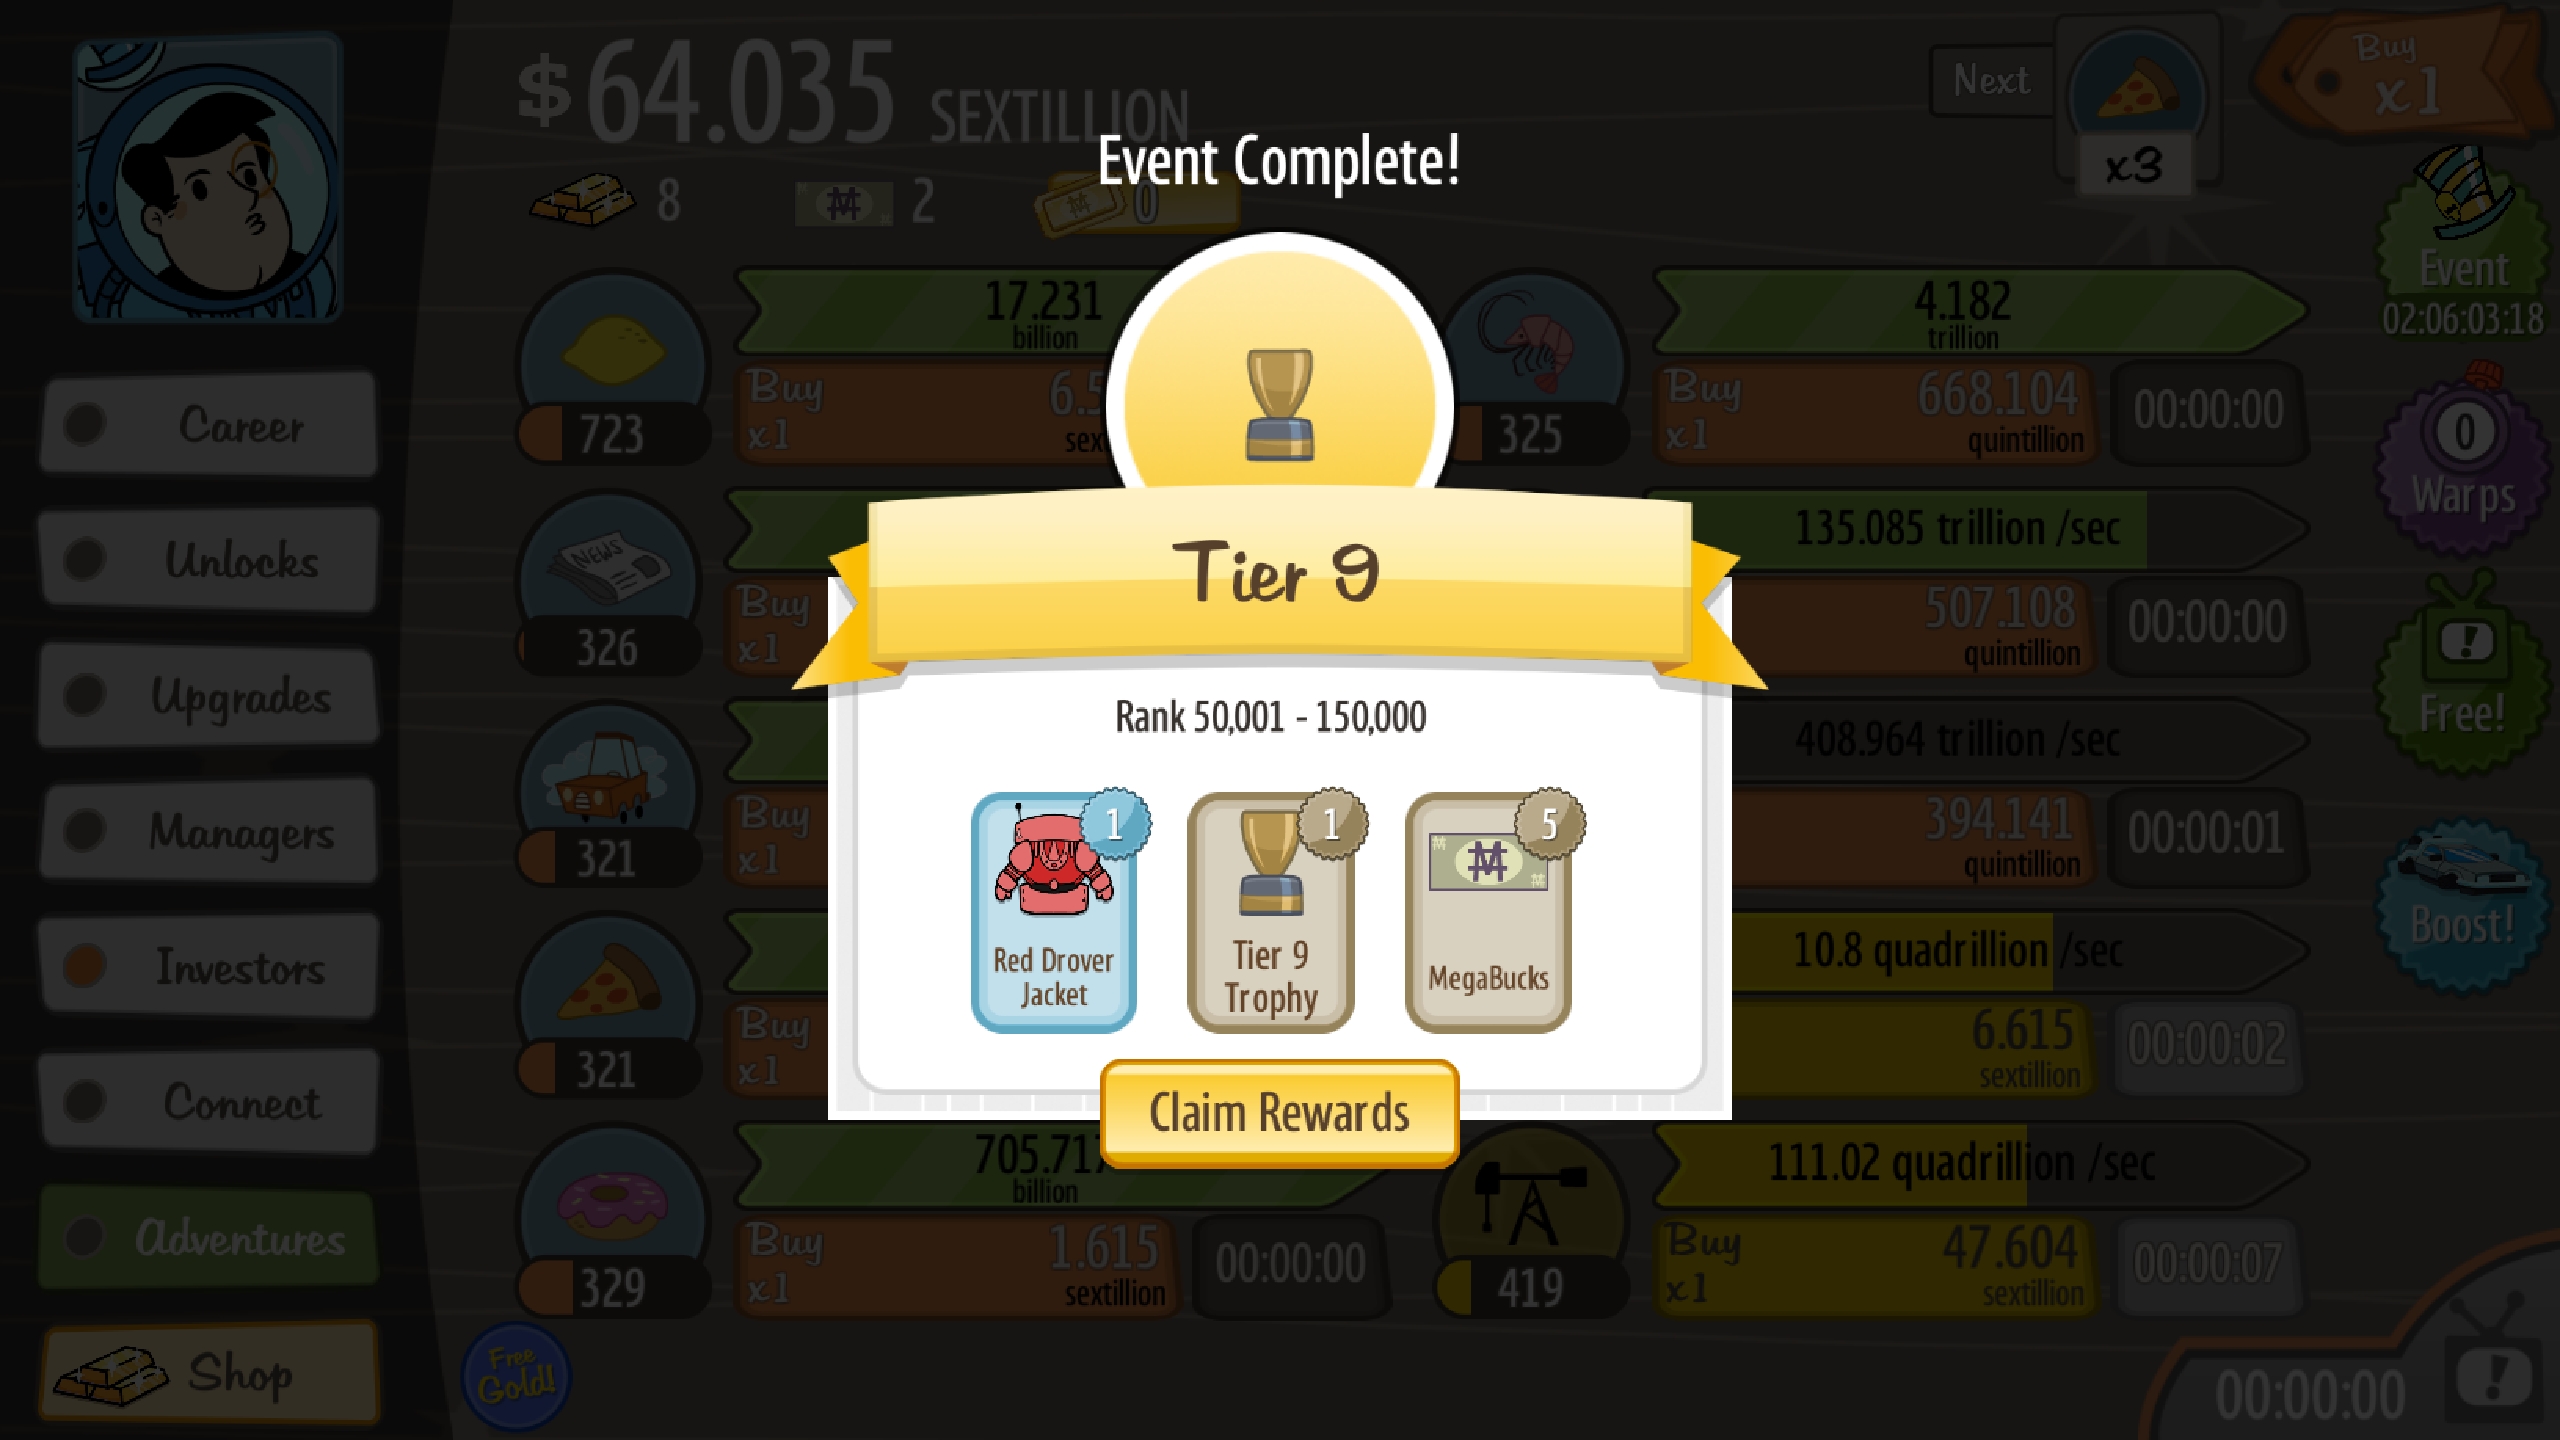 $64.035 SEXTILLION
8
2
0
Next
x3
Buy
x1
Event Complete!
Event
02:06:03:18
0
Warps
Free!
Boost!
Career
Unlocks
Upgrades
Managers
Investors
Connect
Adventures
Shop
Free
Gold!
17.231
billion
Buy
x1
723
4.182
trillion
Buy
x1
668.104
quintillion
00:00:00
325
NEWS
326
Buy
x1
135.085 trillion /sec
507.108
quintillion
00:00:00
321
Buy
x1
408.964 trillion /sec
394.141
quintillion
00:00:01
321
Buy
x1
10.8 quadrillion /sec
6.615
sextillion
00:00:02
705.717
billion
Buy
x1
1.615
sextillion
00:00:00
329
111.02 quadrillion /sec
Buy
x1
47.604
sextillion
00:00:07
419
00:00:00
Tier 9
Rank 50,001 - 150,000
1
Red Drover
Jacket
1
Tier 9
Trophy
5
MegaBucks
Claim Rewards